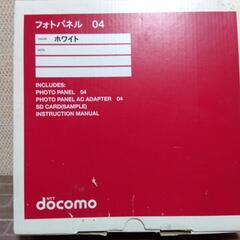 フォトパネル 04
ホワイト
INCLUDES:
PHOTO PANEL 04
PHOTO PANEL AC ADAPTER 04
SD CARD(SAMPLE)
INSTRUCTION MANUAL
NTT
docomo